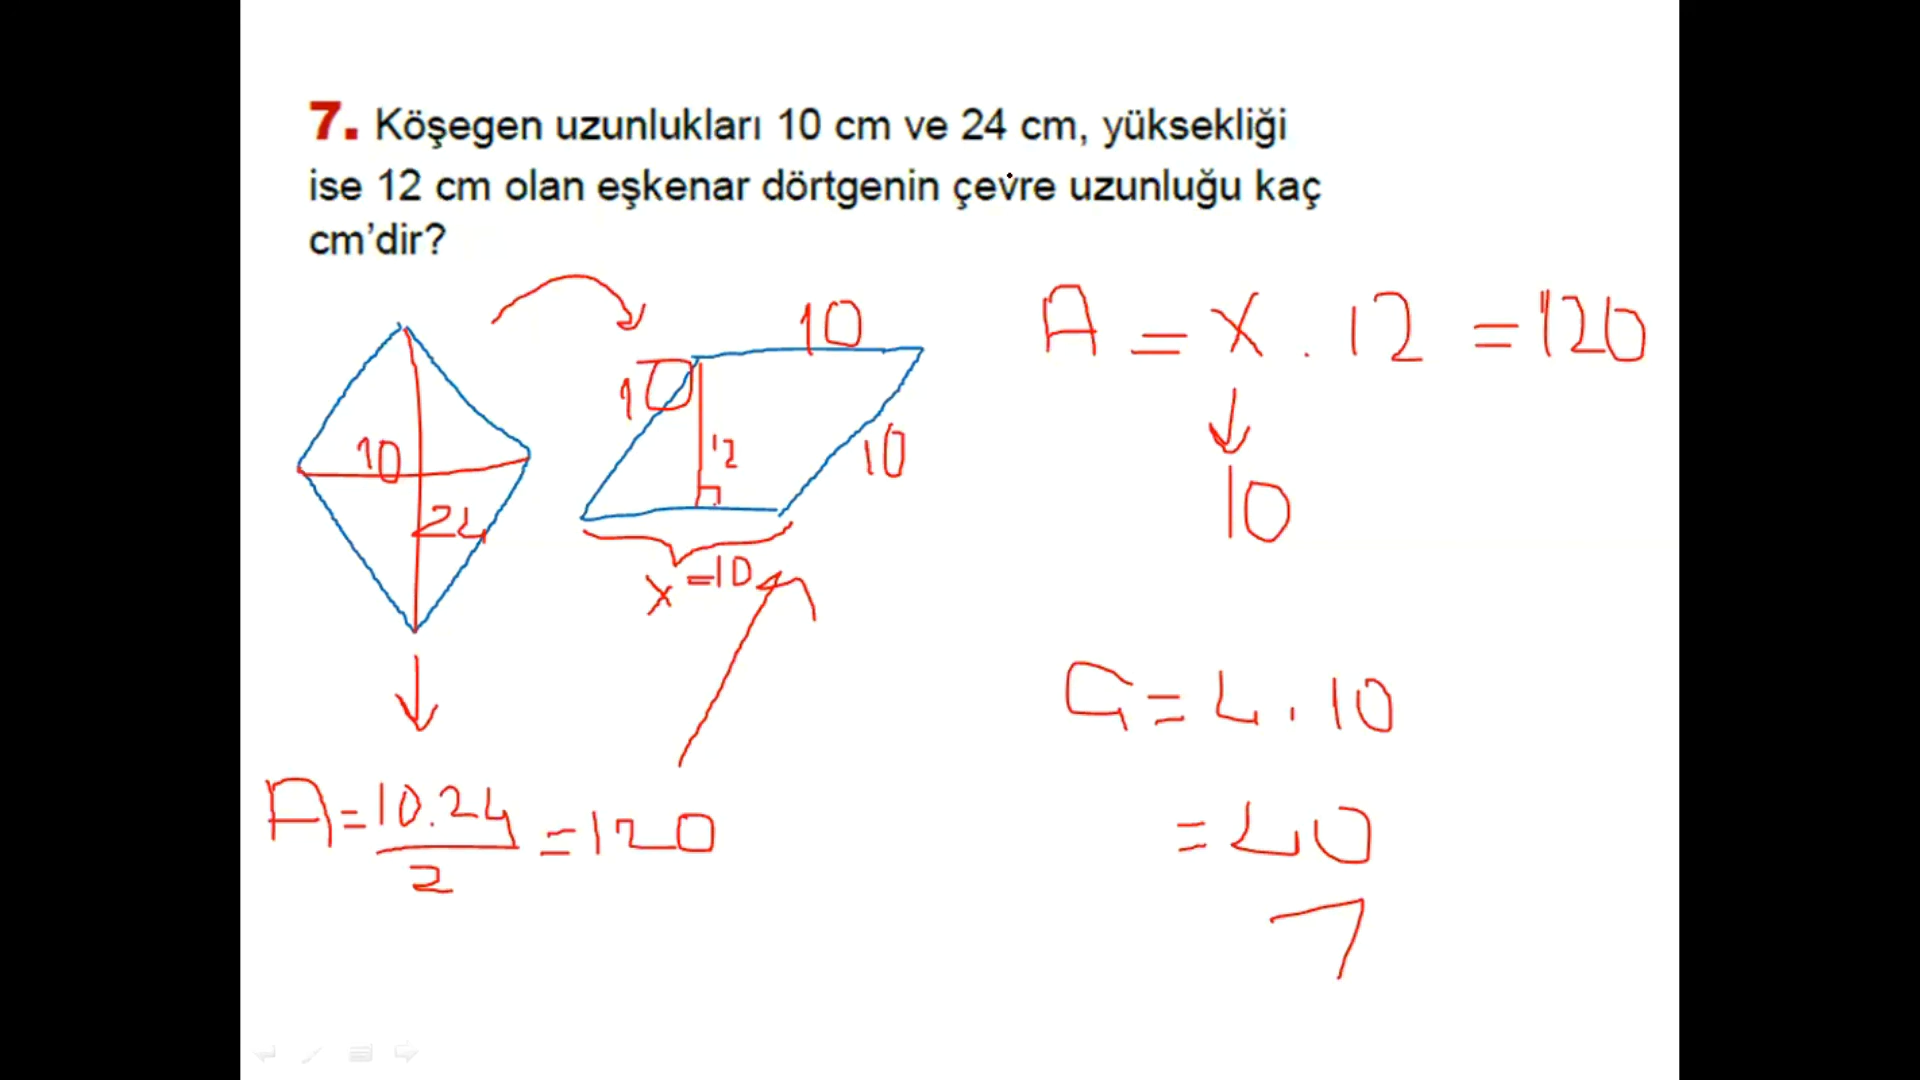 7. Köşegen uzunlukları 10 cm ve 24 cm, yüksekliği
ise 12 cm olan eşkenar dörtgenin çevre uzunluğu kaç
cm'dir?
10
24
10
10
12
10
x=10
A = x . 12 = 120
10
A = 10.24 / 2 = 120
Ç = 4 . 10
= 40